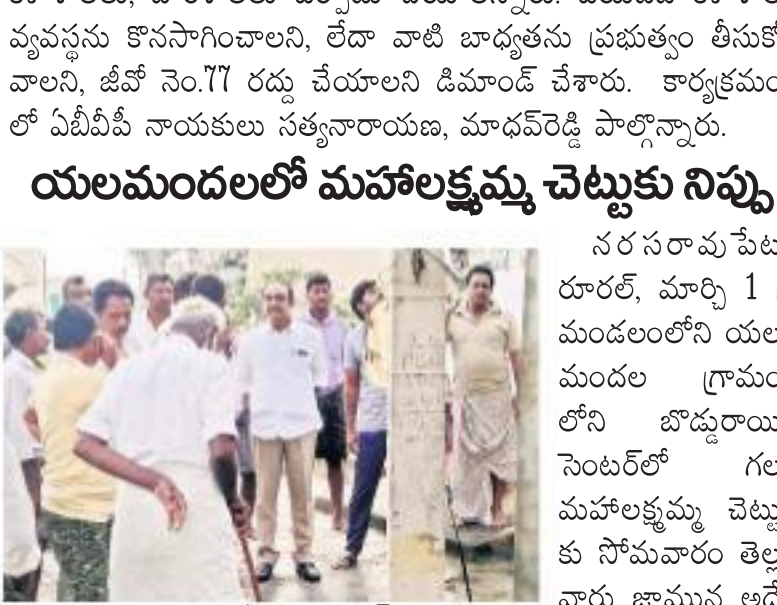 వ్యవస్థను కొనసాగించాలని, లేదా వాటి బాధ్యతను ప్రభుత్వం తీసుకో
వాలని, జీవో నెం.77 రద్దు చేయాలని డిమాండ్ చేశారు. కార్యక్రమం
లో ఏబీవీపీ నాయకులు సత్యనారాయణ, మాధవ్‌రెడ్డి పాల్గొన్నారు.
యలమందలలో మహాలక్ష్మమ్మ చెట్టుకు నిప్పు
నరసరావుపేట
రూరల్, మార్చి 1 :
మండలంలోని యల
మందల గ్రామం
లోని బొడ్డురాయి
సెంటర్‌లో గల
మహాలక్ష్మమ్మ చెట్టు
కు సోమవారం తెల్ల
వారు జామున